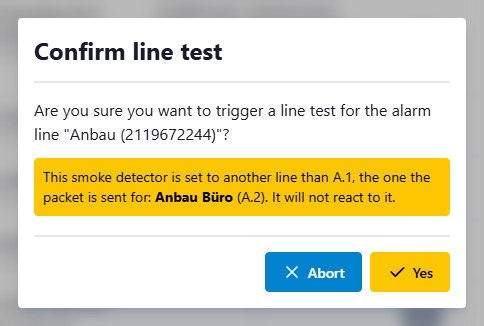 Confirm line test
Are you sure you want to trigger a line test for the alarm
line "Anbau (2119672244)"?
This smoke detector is set to another line than A.1, the one the
packet is sent for: Anbau Büro (A.2). It will not react to it.
Abort
Yes